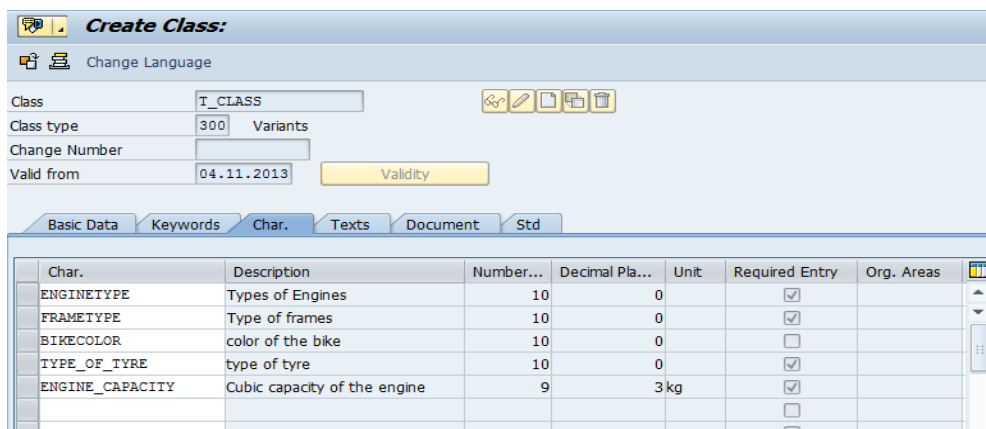 Create Class:
Change Language
Class T_CLASS
Class type 300 Variants
Change Number
Valid from 04.11.2013 Validity
Basic Data Keywords Char. Texts Document Std
Char. Description Number... Decimal Pla... Unit Required Entry Org. Areas
ENGINETYPE Types of Engines 10 0
FRAMETYPE Type of frames 10 0
BIKECOLOR color of the bike 10 0
TYPE_OF_TYRE type of tyre 10 0
ENGINE_CAPACITY Cubic capacity of the engine 9 3 kg